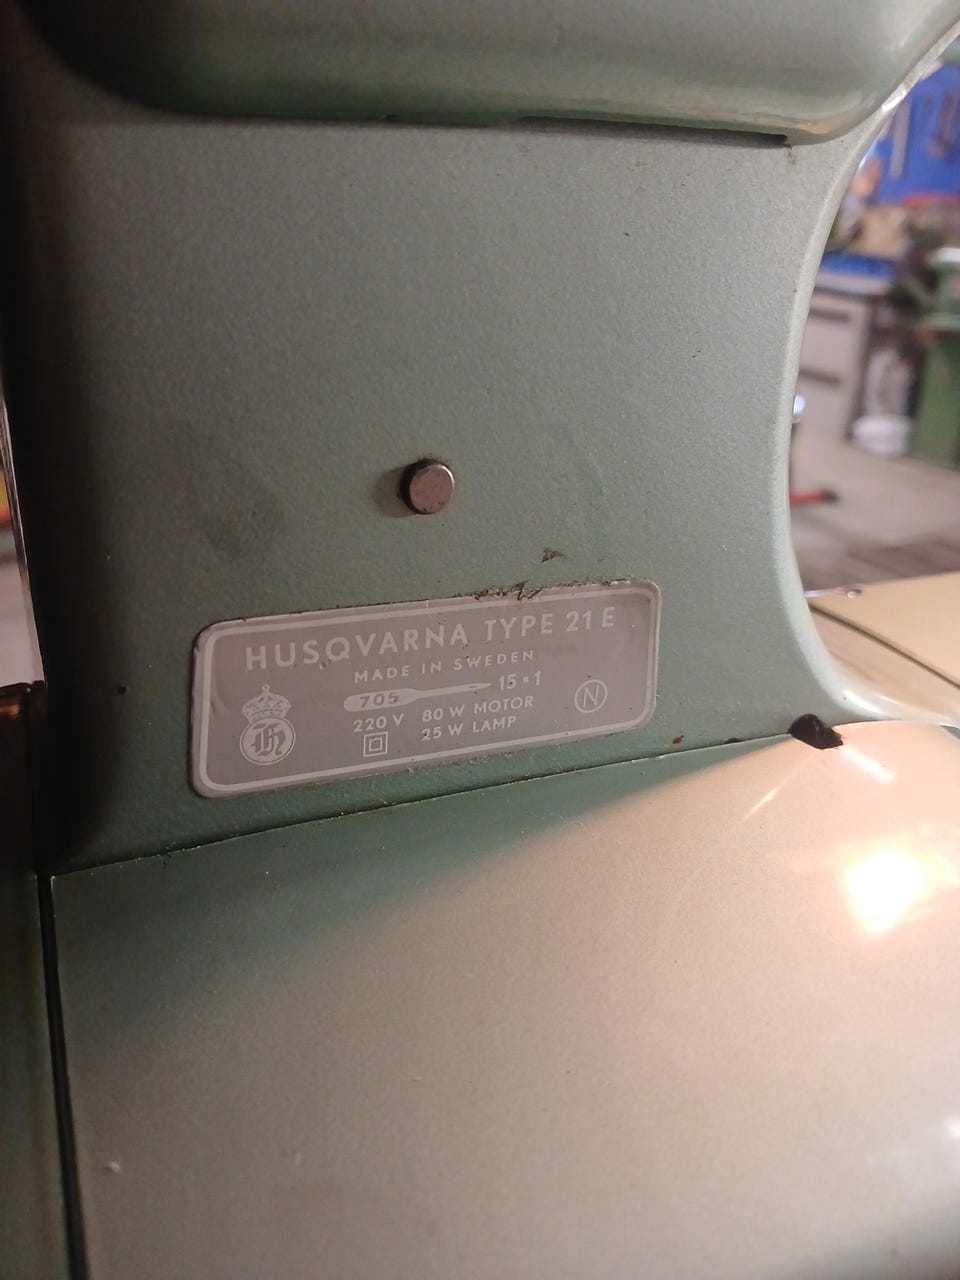 HUSQVARNA TYPE 21 E
MADE IN SWEDEN
705 15×1
220 V 80 W MOTOR
25 W LAMP
H
N